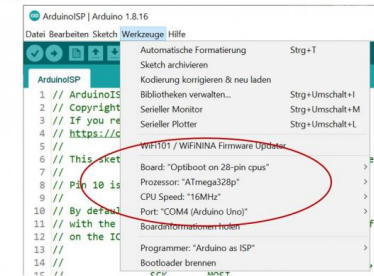 ArduinoISP | Arduino 1.8.16
Datei Bearbeiten Sketch Werkzeuge Hilfe
Automatische Formatierung Strg+T
Sketch archivieren
ArduinoISP
Kodierung korrigieren & neu laden
1 // ArduinoIS
Bibliotheken verwalten... Strg+Umschalt+I
2 // Copyright
Serieller Monitor Strg+Umschalt+M
3 // If you re
Serieller Plotter Strg+Umschalt+L
4 // https://o
5 //
WiFi101 / WiFiNINA Firmware Updater
6 // This sket
Board: "Optiboot on 28-pin cpus"
7 //
Prozessor: "ATmega328p"
8 // Pin 10 is
CPU Speed: "16MHz"
9 //
Port: "COM4 (Arduino Uno)"
10 // By defaul
Boardinformationen holen
11 // with the
12 // on the IC
13 //
Programmer: "Arduino as ISP"
14 //
Bootloader brennen